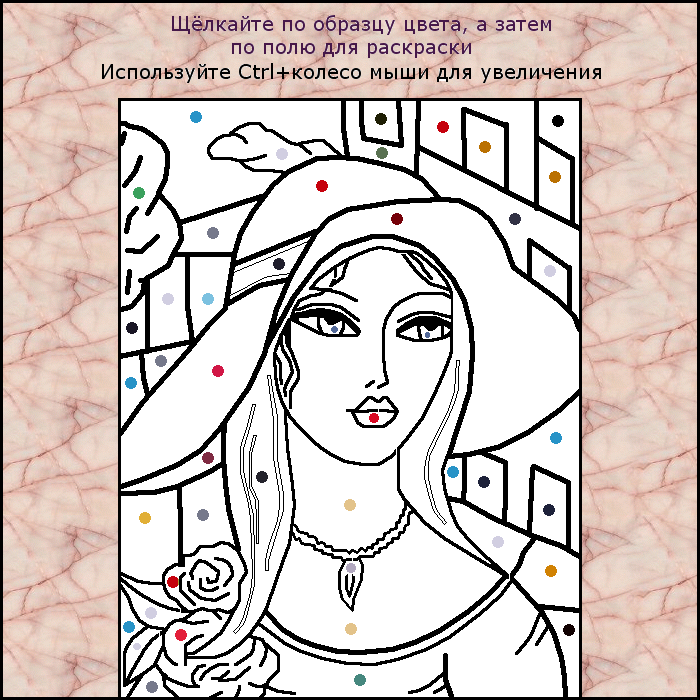 Щёлкайте по образцу цвета, а затем
по полю для раскраски
Используйте Ctrl+колесо мыши для увеличения